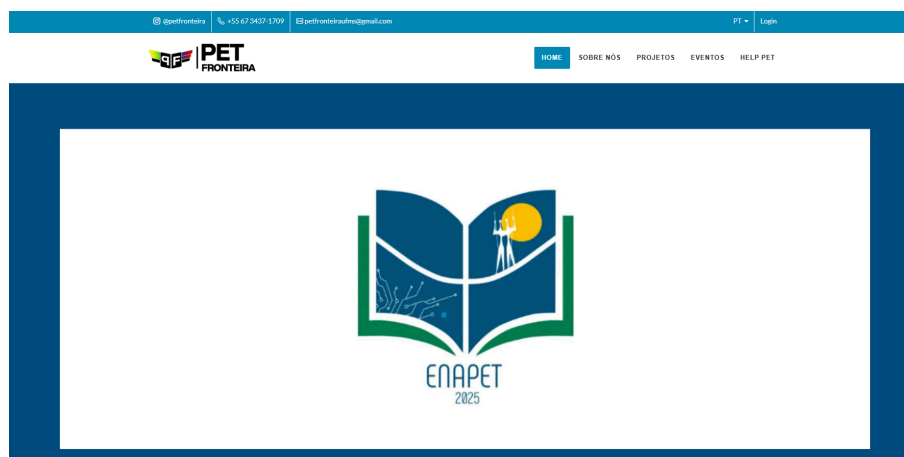 @petfronteira +55 67 3437-1709 petfronteiraufms@gmail.com PT Login
PET
FRONTEIRA
HOME SOBRE NÓS PROJETOS EVENTOS HELP PET
ENAPET
2025